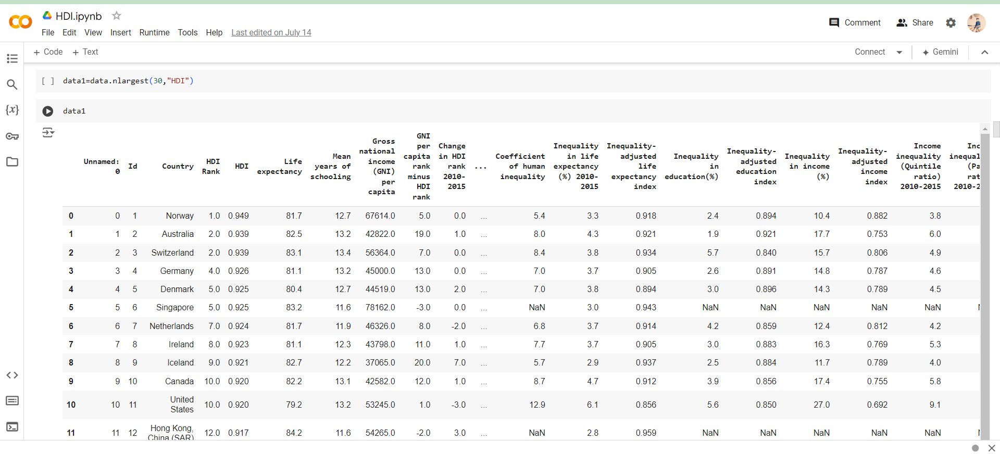 HDI.ipynb
File Edit View Insert Runtime Tools Help Last edited on July 14
Comment Share
+ Code + Text
Connect Gemini
[ ] data1=data.nlargest(30,"HDI")
data1
Unnamed: 0 Id Country HDI Rank HDI Life expectancy Mean years of schooling Gross national income (GNI) per capita GNI per capita rank minus HDI rank Change in HDI rank 2010-2015 ... Coefficient of human inequality Inequality in life expectancy (%) 2010-2015 Inequality-adjusted life expectancy index Inequality in education(%) Inequality-adjusted education index Inequality in income (%) Inequality-adjusted income index Income inequality (Quintile ratio) 2010-2015
0 0 1 Norway 1.0 0.949 81.7 12.7 67614.0 5.0 0.0 ... 5.4 3.3 0.918 2.4 0.894 10.4 0.882 3.8
1 1 2 Australia 2.0 0.939 82.5 13.2 42822.0 19.0 1.0 ... 8.0 4.3 0.921 1.9 0.921 17.7 0.753 6.0
2 2 3 Switzerland 2.0 0.939 83.1 13.4 56364.0 7.0 0.0 ... 8.4 3.8 0.934 5.7 0.840 15.7 0.806 4.9
3 3 4 Germany 4.0 0.926 81.1 13.2 45000.0 13.0 0.0 ... 7.0 3.7 0.905 2.6 0.891 14.8 0.787 4.6
4 4 5 Denmark 5.0 0.925 80.4 12.7 44519.0 13.0 2.0 ... 7.0 3.8 0.894 3.0 0.896 14.3 0.789 4.5
5 5 6 Singapore 5.0 0.925 83.2 11.6 78162.0 -3.0 0.0 ... NaN 3.0 0.943 NaN NaN NaN NaN NaN
6 6 7 Netherlands 7.0 0.924 81.7 11.9 46326.0 8.0 -2.0 ... 6.8 3.7 0.914 4.2 0.859 12.4 0.812 4.2
7 7 8 Ireland 8.0 0.923 81.1 12.3 43798.0 11.0 1.0 ... 7.7 3.7 0.905 3.0 0.883 16.3 0.769 5.3
8 8 9 Iceland 9.0 0.921 82.7 12.2 37065.0 20.0 7.0 ... 5.7 2.9 0.937 2.5 0.884 11.7 0.789 4.0
9 9 10 Canada 10.0 0.920 82.2 13.1 42582.0 12.0 1.0 ... 8.7 4.7 0.912 3.9 0.856 17.4 0.755 5.8
10 10 11 United States 10.0 0.920 79.2 13.2 53245.0 1.0 -3.0 ... 12.9 6.1 0.856 5.6 0.850 27.0 0.692 9.1
11 11 12 Hong Kong, China (SAR) 12.0 0.917 84.2 11.6 54265.0 -2.0 3.0 ... NaN 2.8 0.959 NaN NaN NaN NaN NaN